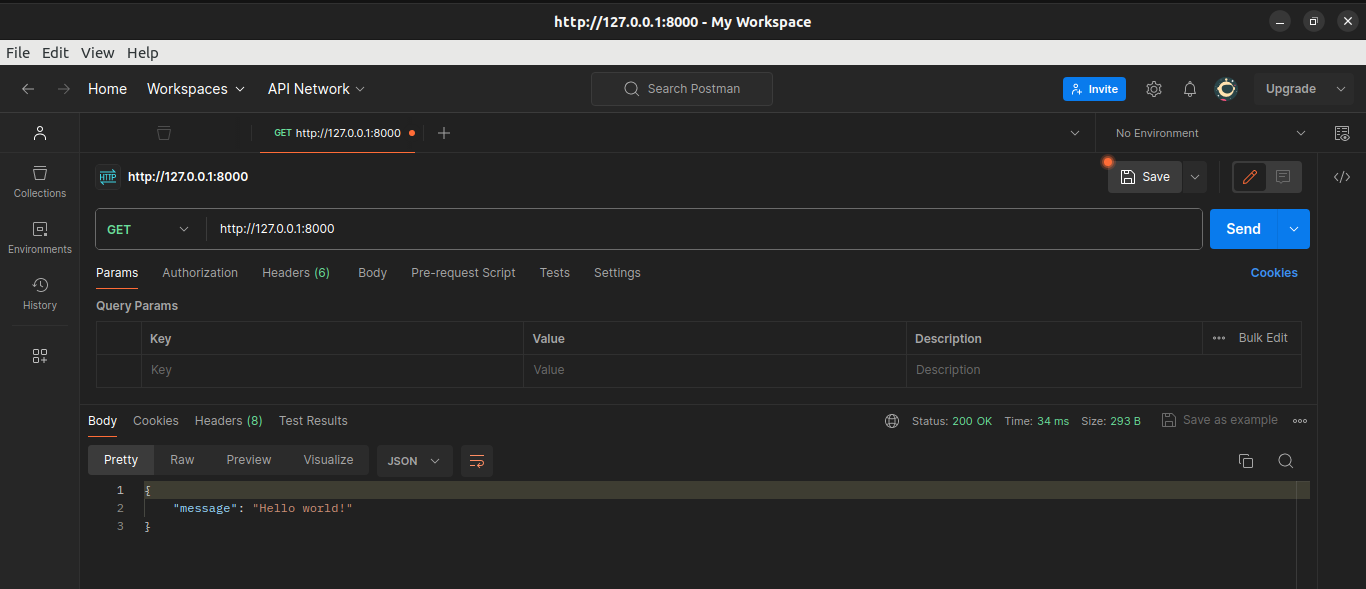 http://127.0.0.1:8000 - My Workspace
File Edit View Help
Home Workspaces API Network Search Postman Invite Upgrade
GET http://127.0.0.1:8000 No Environment
HTTP http://127.0.0.1:8000 Save
GET http://127.0.0.1:8000 Send
Collections
Environments
History
Params Authorization Headers (6) Body Pre-request Script Tests Settings Cookies
Query Params
Key Value Description Bulk Edit
Key Value Description
Body Cookies Headers (8) Test Results Status: 200 OK Time: 34 ms Size: 293 B Save as example
Pretty Raw Preview Visualize JSON
1 {
2 "message": "Hello world!"
3 }